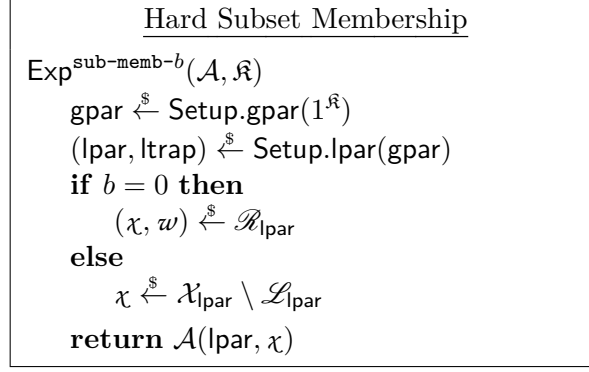 Hard Subset Membership
Exp^{sub-memb-b}(𝒜, 𝔎)
gpar ←$ Setup.gpar(1^𝔎)
(lpar, ltrap) ←$ Setup.lpar(gpar)
if b = 0 then
(χ, w) ←$ ℛ_lpar
else
χ ←$ 𝒳_lpar \ ℒ_lpar
return 𝒜(lpar, χ)